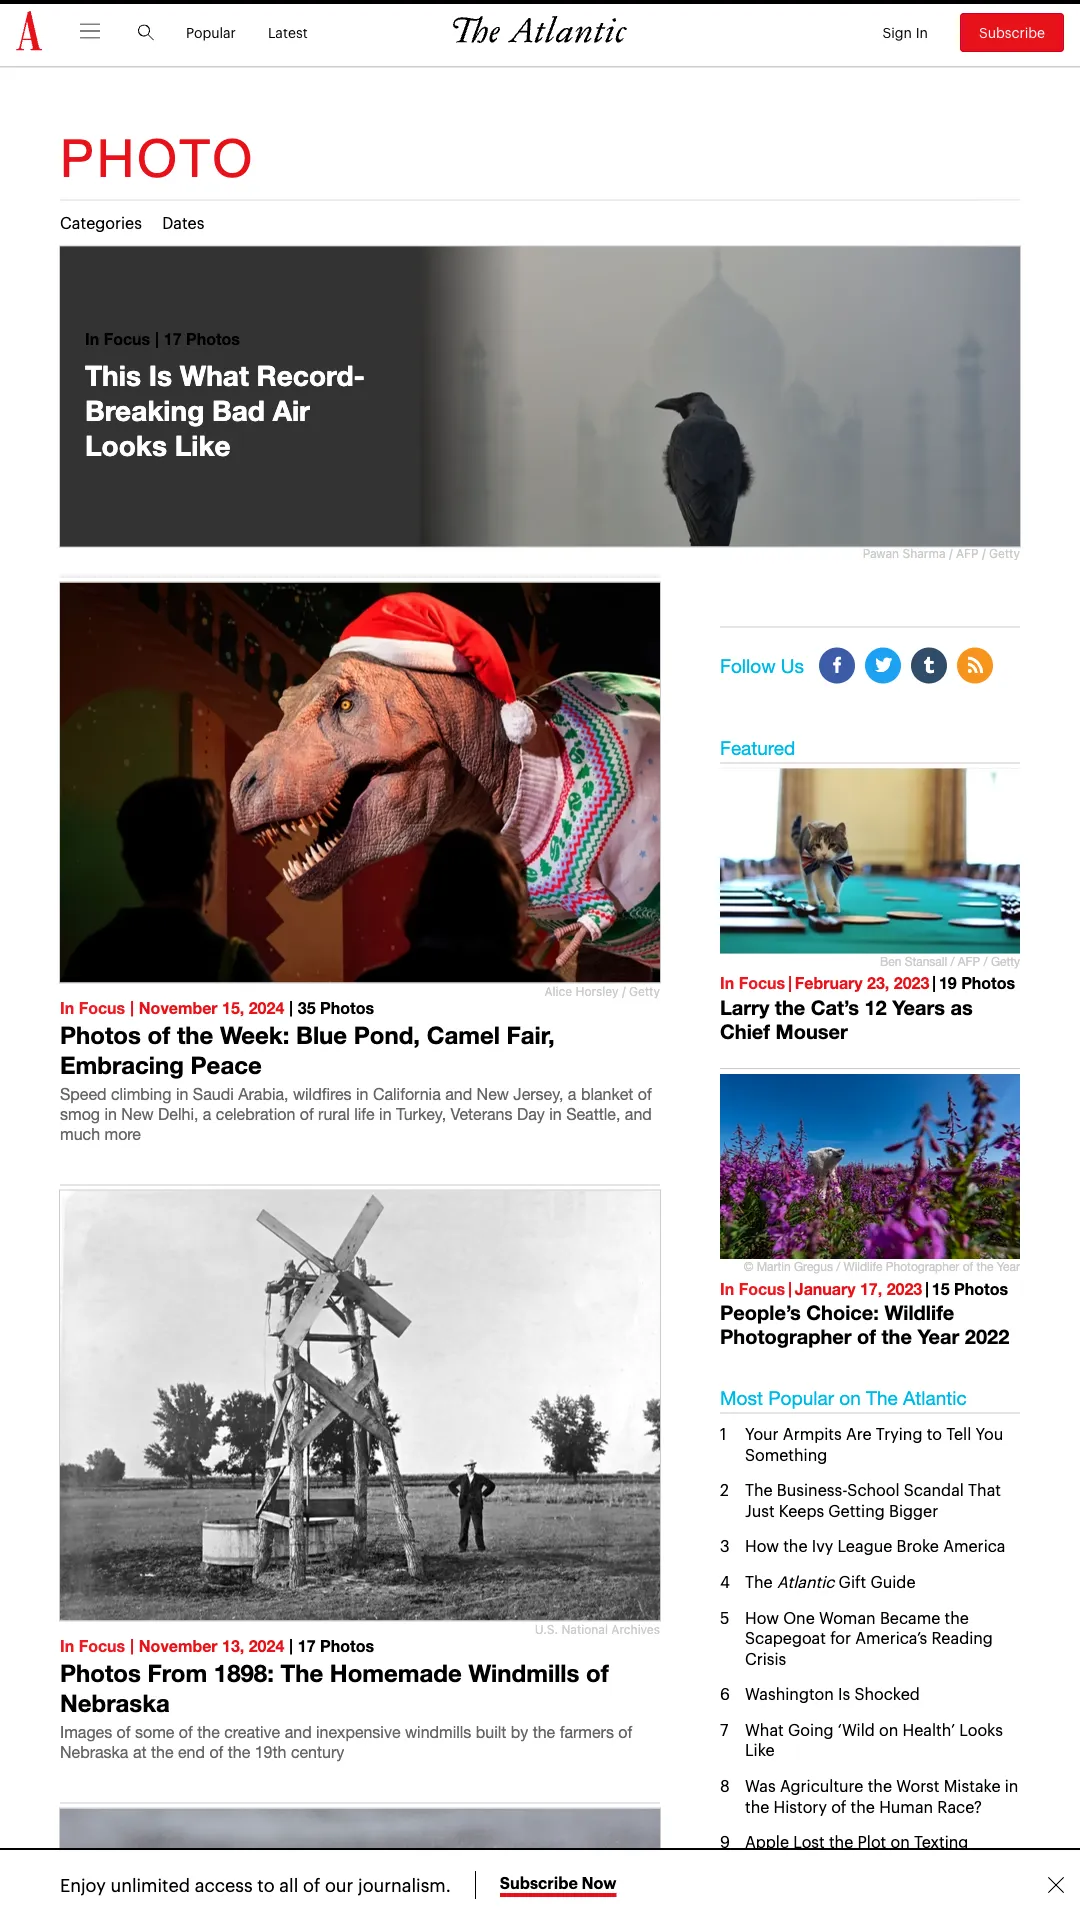 A
Popular
Latest
The Atlantic
Sign In
Subscribe
PHOTO
Categories
Dates
In Focus | 17 Photos
This Is What Record-
Breaking Bad Air
Looks Like
Pawan Sharma / AFP / Getty
Alice Horsley / Getty
In Focus | November 15, 2024 | 35 Photos
Photos of the Week: Blue Pond, Camel Fair,
Embracing Peace
Speed climbing in Saudi Arabia, wildfires in California and New Jersey, a blanket of
smog in New Delhi, a celebration of rural life in Turkey, Veterans Day in Seattle, and
much more
U.S. National Archives
In Focus | November 13, 2024 | 17 Photos
Photos From 1898: The Homemade Windmills of
Nebraska
Images of some of the creative and inexpensive windmills built by the farmers of
Nebraska at the end of the 19th century
Follow Us
f
t
Featured
Ben Stansall / AFP / Getty
In Focus | February 23, 2023 | 19 Photos
Larry the Cat’s 12 Years as
Chief Mouser
© Martin Gregus / Wildlife Photographer of the Year
In Focus | January 17, 2023 | 15 Photos
People’s Choice: Wildlife
Photographer of the Year 2022
Most Popular on The Atlantic
1 Your Armpits Are Trying to Tell You
Something
2 The Business-School Scandal That
Just Keeps Getting Bigger
3 How the Ivy League Broke America
4 The Atlantic Gift Guide
5 How One Woman Became the
Scapegoat for America’s Reading
Crisis
6 Washington Is Shocked
7 What Going ‘Wild on Health’ Looks
Like
8 Was Agriculture the Worst Mistake in
the History of the Human Race?
9 Apple Lost the Plot on Texting
Enjoy unlimited access to all of our journalism.
Subscribe Now